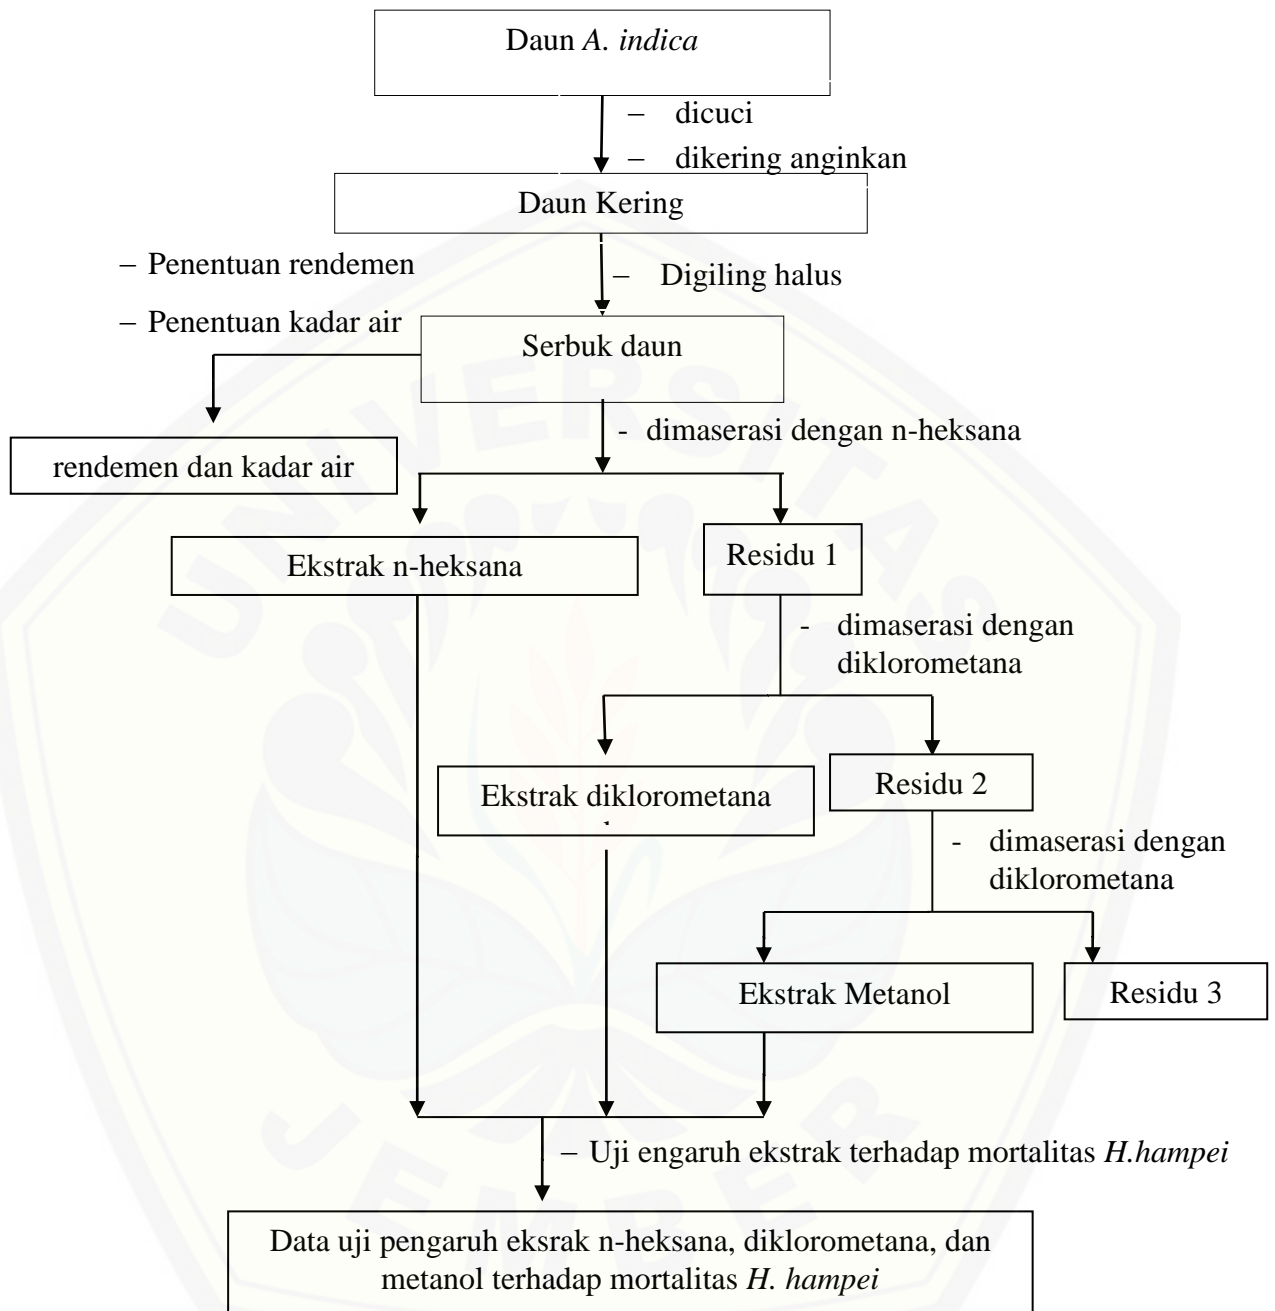 Daun A. indica
– dicuci
– dikering anginkan
Daun Kering
– Penentuan rendemen
– Digiling halus
– Penentuan kadar air
Serbuk daun
- dimaserasi dengan n-heksana
rendemen dan kadar air
Ekstrak n-heksana
Residu 1
- dimaserasi dengan
diklorometana
Ekstrak diklorometana
Residu 2
- dimaserasi dengan
diklorometana
Ekstrak Metanol
Residu 3
– Uji engaruh ekstrak terhadap mortalitas H.hampei
Data uji pengaruh eksrak n-heksana, diklorometana, dan
metanol terhadap mortalitas H. hampei
UNIVERSITAS
JEMBER